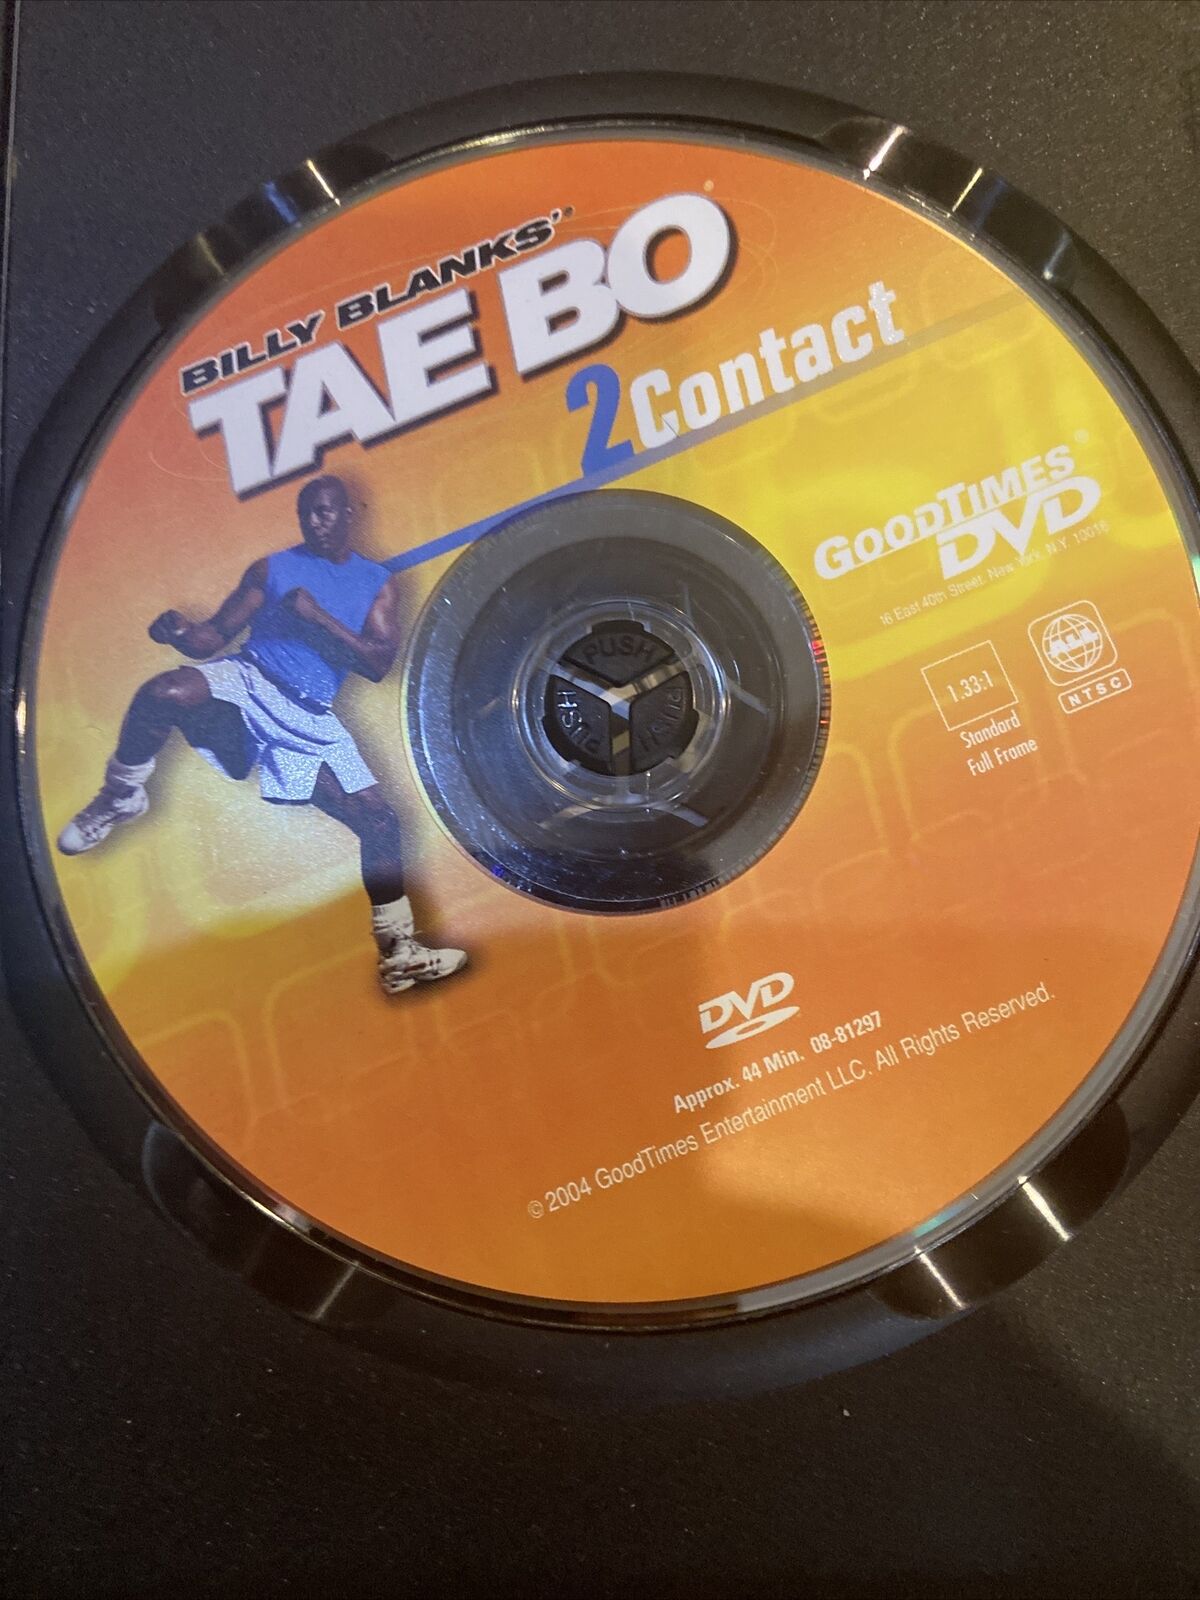 BILLY BLANKS'™
TAE BO
2 Contact
GOODTIMES®
DVD
16 East 40th Street, New York, N.Y. 10016
1.33:1
Standard
Full Frame
ALL
NTSC
PUSH
PUSH
PUSH
DVD
Approx. 44 Min. 08-81297
© 2004 GoodTimes Entertainment LLC. All Rights Reserved.